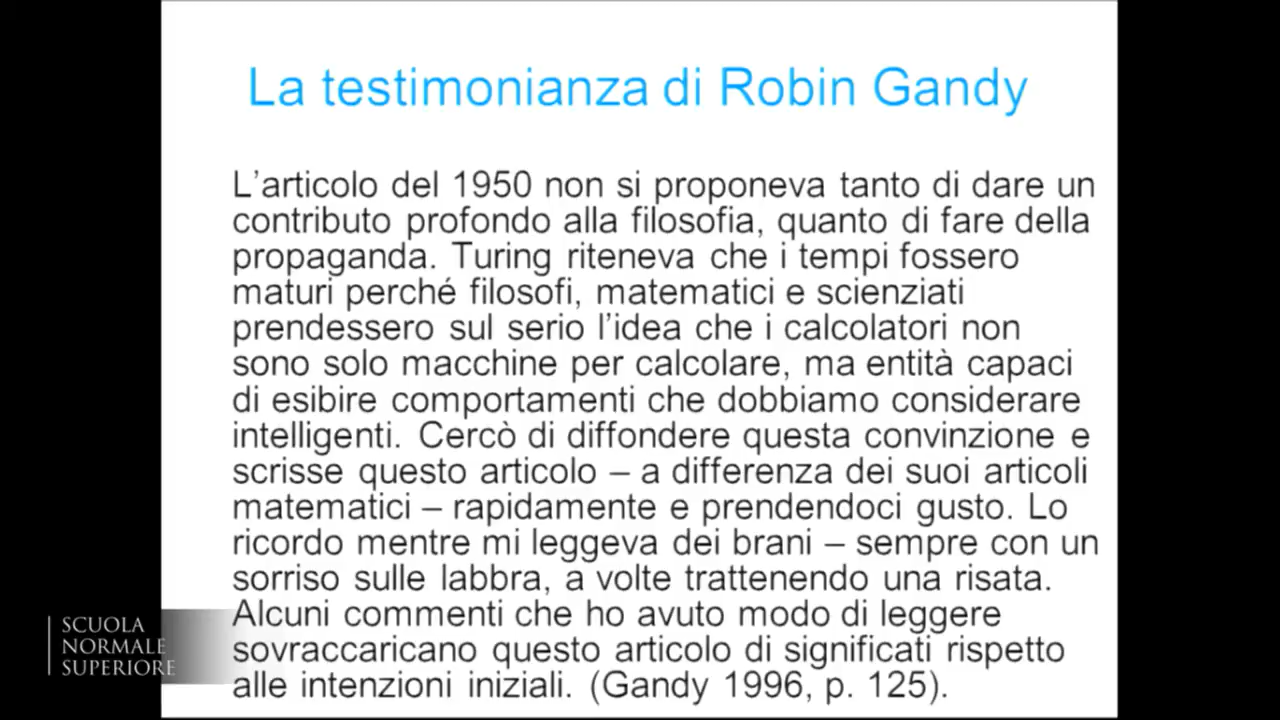 La testimonianza di Robin Gandy
L’articolo del 1950 non si proponeva tanto di dare un
contributo profondo alla filosofia, quanto di fare della
propaganda. Turing riteneva che i tempi fossero
maturi perché filosofi, matematici e scienziati
prendessero sul serio l’idea che i calcolatori non
sono solo macchine per calcolare, ma entità capaci
di esibire comportamenti che dobbiamo considerare
intelligenti. Cercò di diffondere questa convinzione e
scrisse questo articolo – a differenza dei suoi articoli
matematici – rapidamente e prendendoci gusto. Lo
ricordo mentre mi leggeva dei brani – sempre con un
sorriso sulle labbra, a volte trattenendo una risata.
Alcuni commenti che ho avuto modo di leggere
sovraccaricano questo articolo di significati rispetto
alle intenzioni iniziali. (Gandy 1996, p. 125).
SCUOLA
NORMALE
SUPERIORE